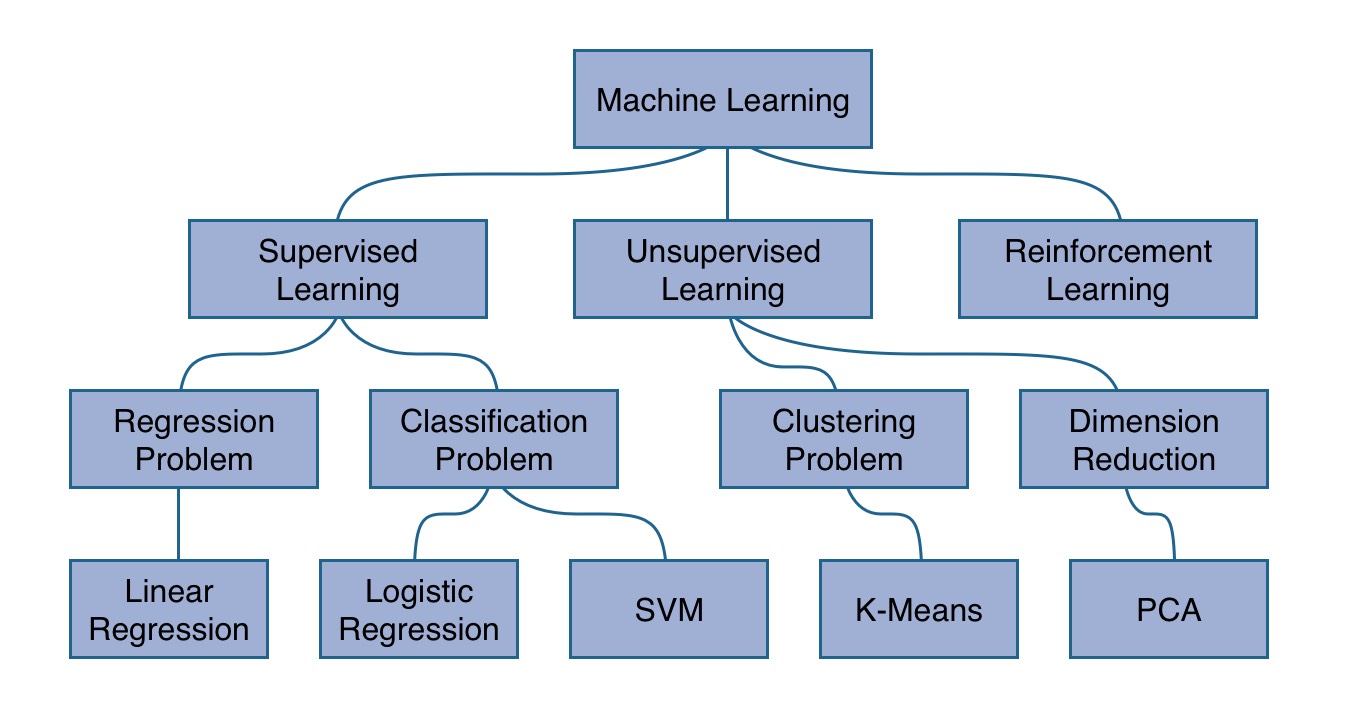 Machine Learning
Supervised
Learning
Unsupervised
Learning
Reinforcement
Learning
Regression
Problem
Classification
Problem
Clustering
Problem
Dimension
Reduction
Linear
Regression
Logistic
Regression
SVM
K-Means
PCA